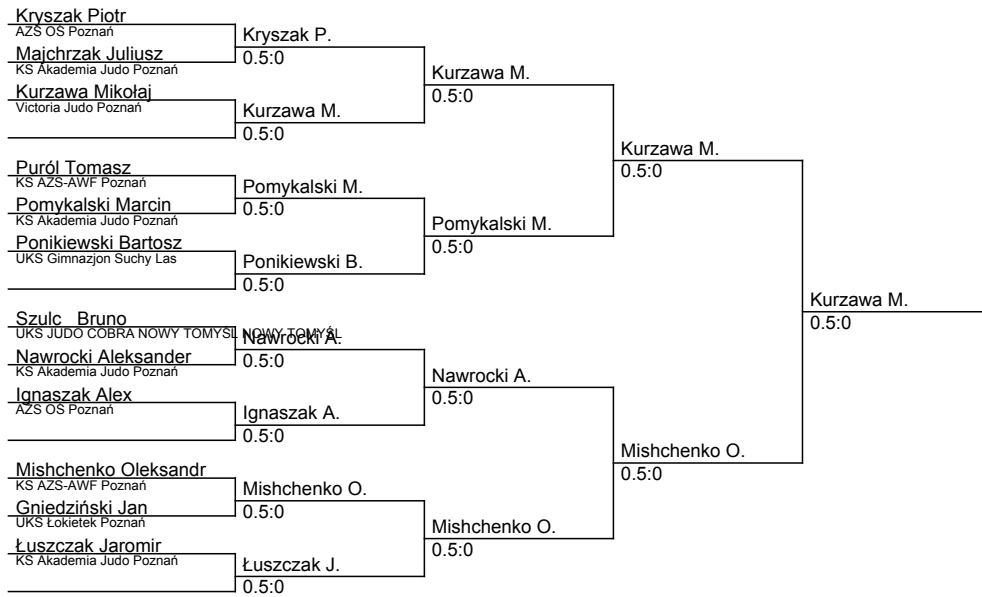 Kryszak Piotr
AZS OŚ Poznań
Majchrzak Juliusz
KS Akademia Judo Poznań
Kurzawa Mikołaj
Victoria Judo Poznań
Puról Tomasz
KS AZS-AWF Poznań
Pomykalski Marcin
KS Akademia Judo Poznań
Ponikiewski Bartosz
UKS Gimnazjon Suchy Las
Szulc Bruno
UKS JUDO COBRA NOWY TOMYŚL NOWY TOMYŚL
Nawrocki Aleksander
KS Akademia Judo Poznań
Ignaszak Alex
AZS OŚ Poznań
Mishchenko Oleksandr
KS AZS-AWF Poznań
Gniedziński Jan
UKS Łokietek Poznań
Łuszczak Jaromir
KS Akademia Judo Poznań
Kryszak P.
0.5:0
Kurzawa M.
0.5:0
Pomykalski M.
0.5:0
Ponikiewski B.
0.5:0
Nawrocki A.
0.5:0
Ignaszak A.
0.5:0
Mishchenko O.
0.5:0
Łuszczak J.
0.5:0
Kurzawa M.
0.5:0
Pomykalski M.
0.5:0
Nawrocki A.
0.5:0
Mishchenko O.
0.5:0
Kurzawa M.
0.5:0
Mishchenko O.
0.5:0
Kurzawa M.
0.5:0